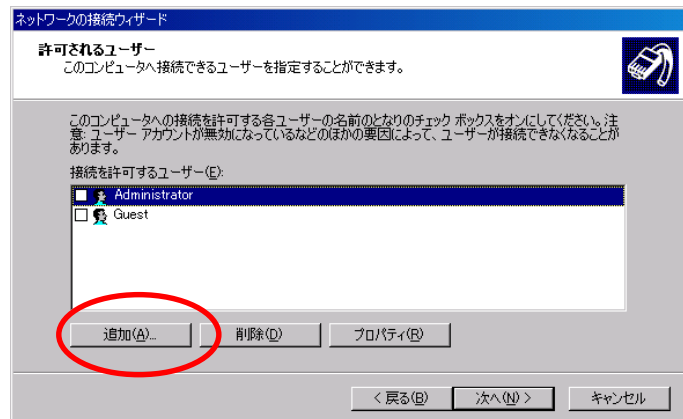 ネットワークの接続ウィザード
許可されるユーザー
このコンピュータへ接続できるユーザーを指定することができます。
このコンピュータへの接続を許可する各ユーザーの名前のとなりのチェック ボックスをオンにしてください。注
意: ユーザー アカウントが無効になっているなどのほかの要因によって、ユーザーが接続できなくなることが
あります。
接続を許可するユーザー(E):
Administrator
Guest
追加(A)...
削除(D)
プロパティ(R)
< 戻る(B)
次へ(N) >
キャンセル